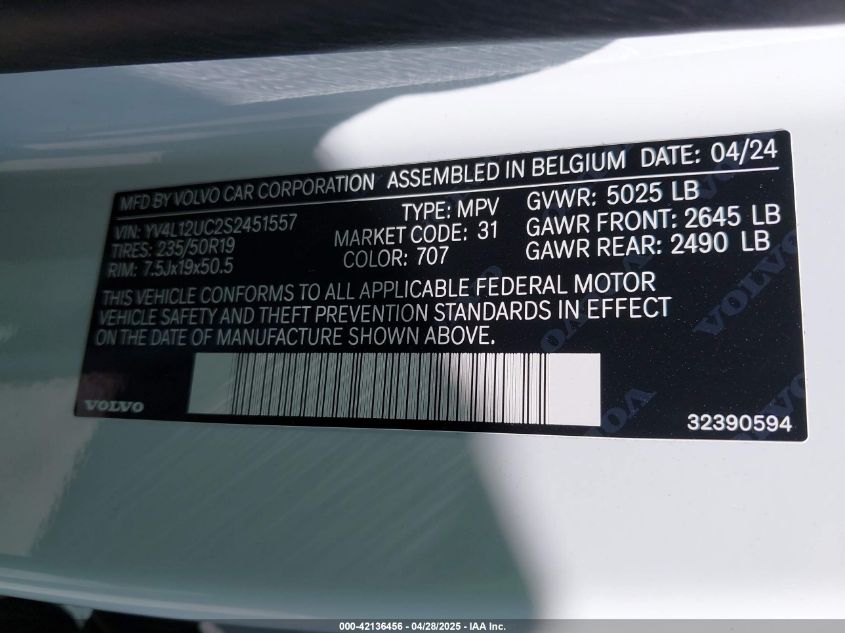 MFD BY VOLVO CAR CORPORATION ASSEMBLED IN BELGIUM DATE: 04/24
VIN: YV4L12UC2S2451557 TYPE: MPV GVWR: 5025 LB
TIRES: 235/50R19 MARKET CODE: 31 GAWR FRONT: 2645 LB
RIM: 7.5Jx19x50.5 COLOR: 707 GAWR REAR: 2490 LB
THIS VEHICLE CONFORMS TO ALL APPLICABLE FEDERAL MOTOR
VEHICLE SAFETY AND THEFT PREVENTION STANDARDS IN EFFECT
ON THE DATE OF MANUFACTURE SHOWN ABOVE.
VOLVO
32390594
VOLVO
VOLVO
000-42136456 - 04/28/2025 - IAA Inc.